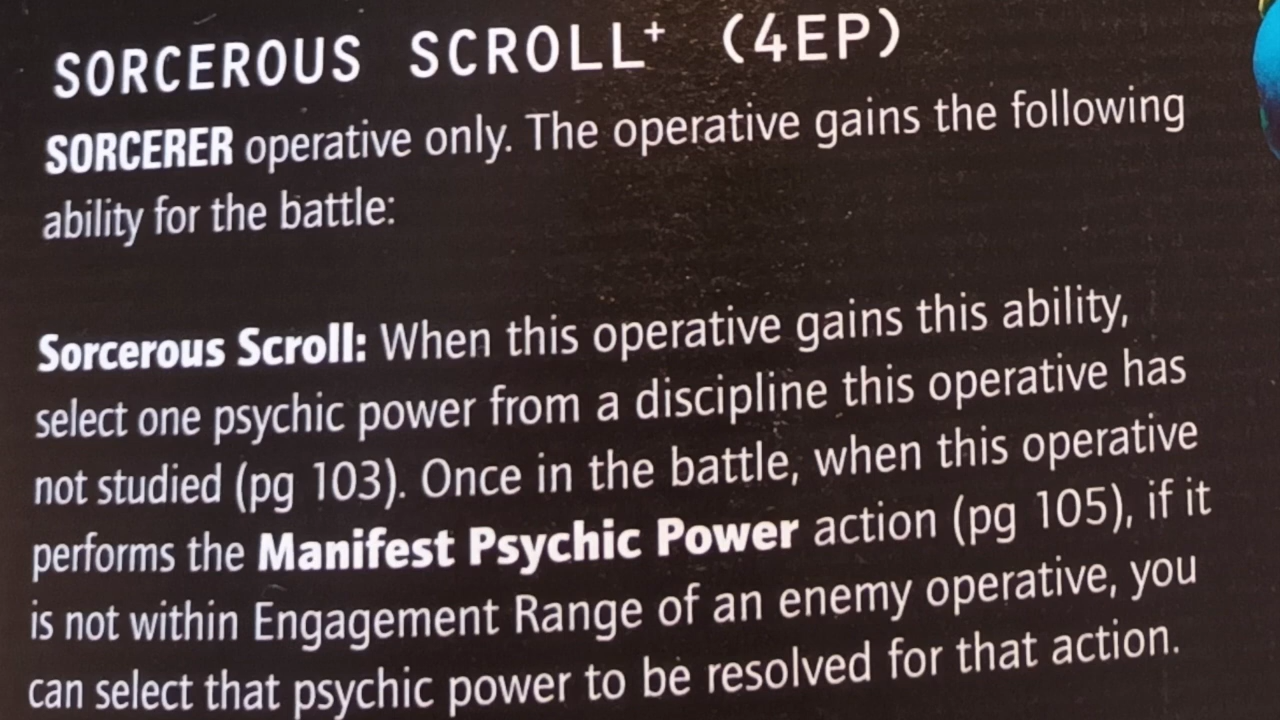 SORCEROUS SCROLL+ (4EP)
SORCERER operative only. The operative gains the following
ability for the battle:
Sorcerous Scroll: When this operative gains this ability,
select one psychic power from a discipline this operative has
not studied (pg 103). Once in the battle, when this operative
performs the Manifest Psychic Power action (pg 105), if it
is not within Engagement Range of an enemy operative, you
can select that psychic power to be resolved for that action.